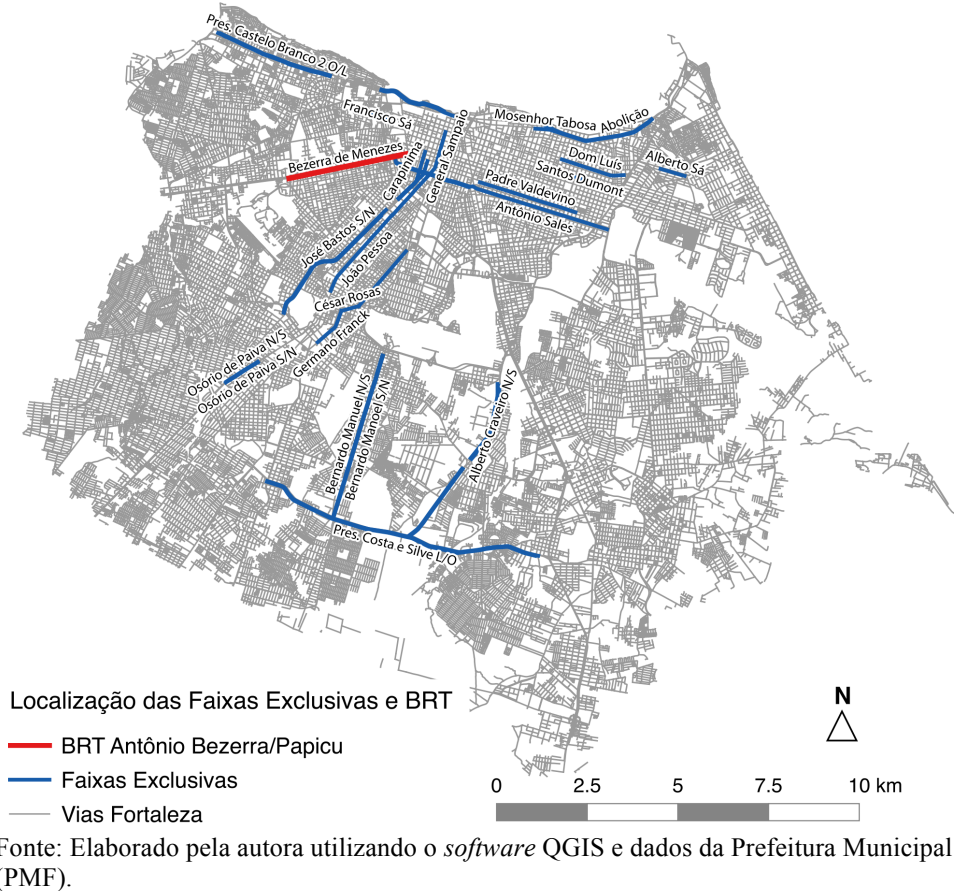 Pres. Castelo Branco 2 O/L
Francisco Sá
Mosenhor Tabosa Abolição
General Sampaio
Bezerra de Menezes
Carapinima
Dom Luís
Alberto Sá
Santos Dumont
Padre Valdevino
Antônio Sales
José Bastos S/N
João Pessoa
César Rosas
Germano Franck
Osório de Paiva N/S
Osório de Paiva S/N
Bernardo Manuel N/S
Bernardo Manoel S/N
Alberto Craveiro N/S
Pres. Costa e Silve L/O
Localização das Faixas Exclusivas e BRT
BRT Antônio Bezerra/Papicu
Faixas Exclusivas
Vias Fortaleza
N
0 2.5 5 7.5 10 km
Fonte: Elaborado pela autora utilizando o software QGIS e dados da Prefeitura Municipal
(PMF).